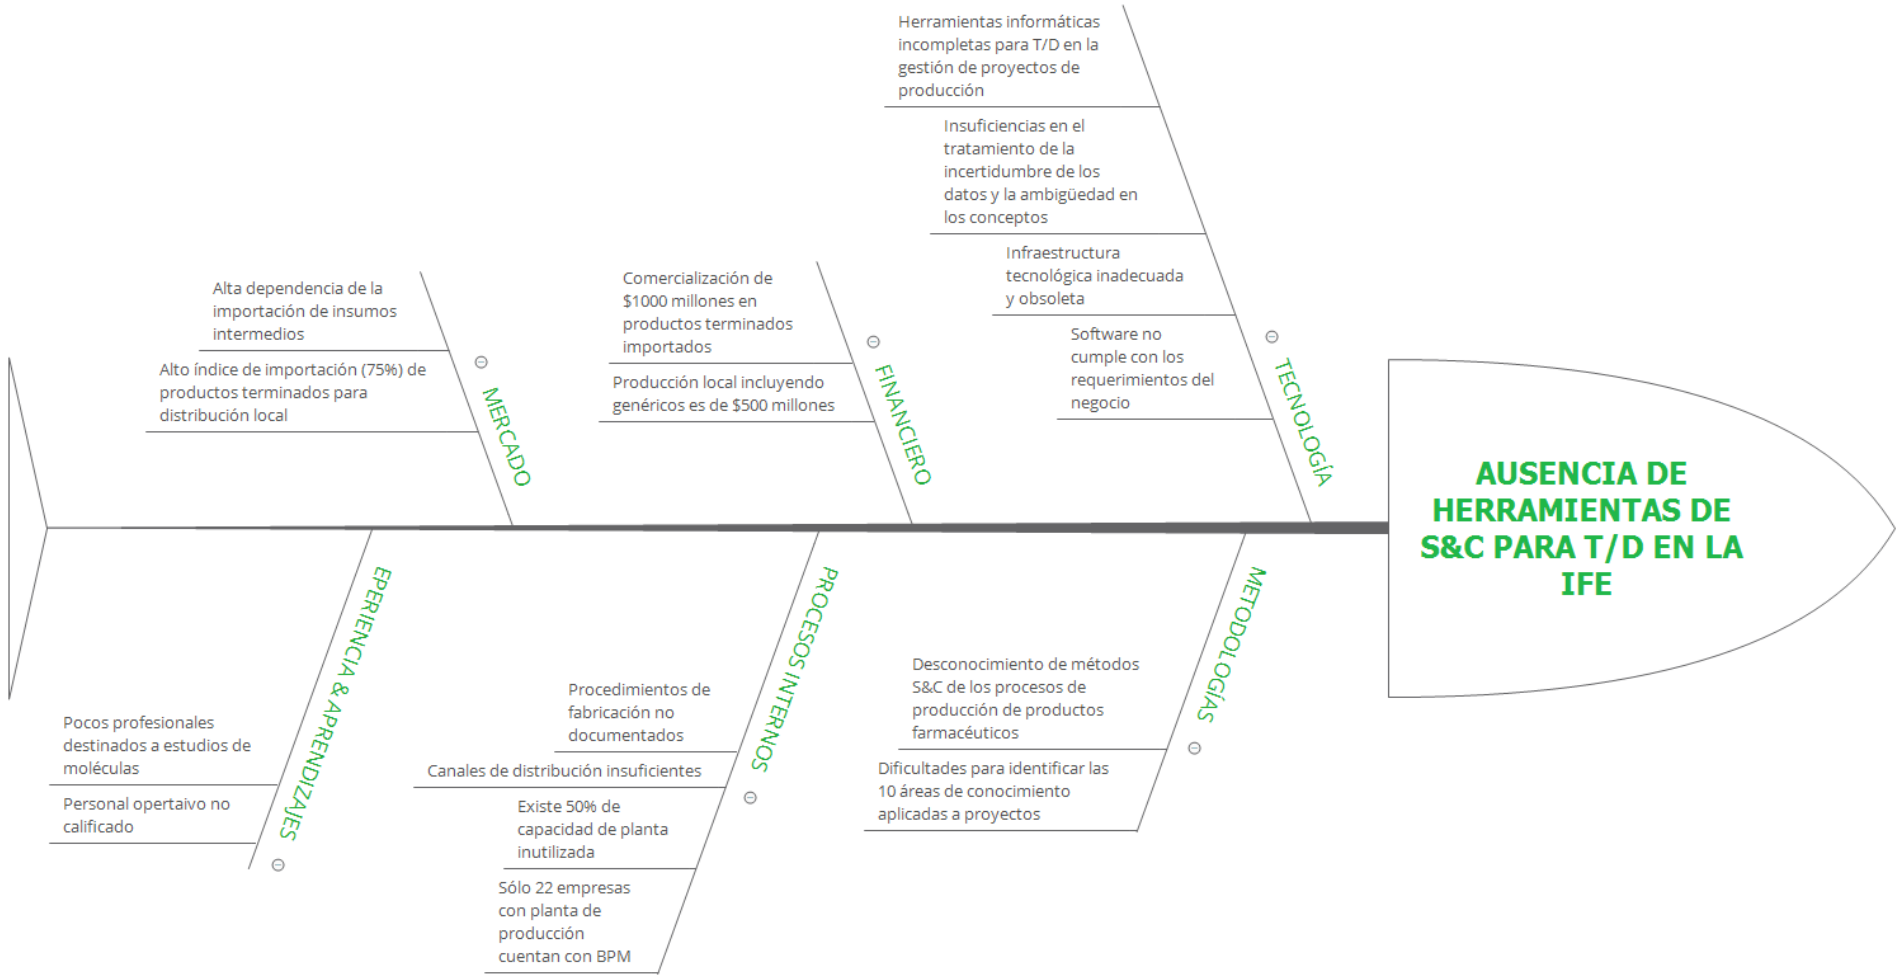 Herramientas informáticas
incompletas para T/D en la
gestión de proyectos de
producción
Insuficiencias en el
tratamiento de la
incertidumbre de los
datos y la ambigüedad en
los conceptos
Infraestructura
tecnológica inadecuada
y obsoleta
Software no
cumple con los
requerimientos del
negocio
TECNOLOGÍA
Comercialización de
$1000 millones en
productos terminados
importados
Producción local incluyendo
genéricos es de $500 millones
FINANCIERO
Alta dependencia de la
importación de insumos
intermedios
Alto índice de importación (75%) de
productos terminados para
distribución local
MERCADO
AUSENCIA DE
HERRAMIENTAS DE
S&C PARA T/D EN LA
IFE
EPERIENCIA & APRENDIZAJES
Pocos profesionales
destinados a estudios de
moléculas
Personal opertaivo no
calificado
PROCESOS INTERNOS
Procedimientos de
fabricación no
documentados
Canales de distribución insuficientes
Existe 50% de
capacidad de planta
inutilizada
Sólo 22 empresas
con planta de
producción
cuentan con BPM
METODOLOGÍAS
Desconocimiento de métodos
S&C de los procesos de
producción de productos
farmacéuticos
Dificultades para identificar las
10 áreas de conocimiento
aplicadas a proyectos